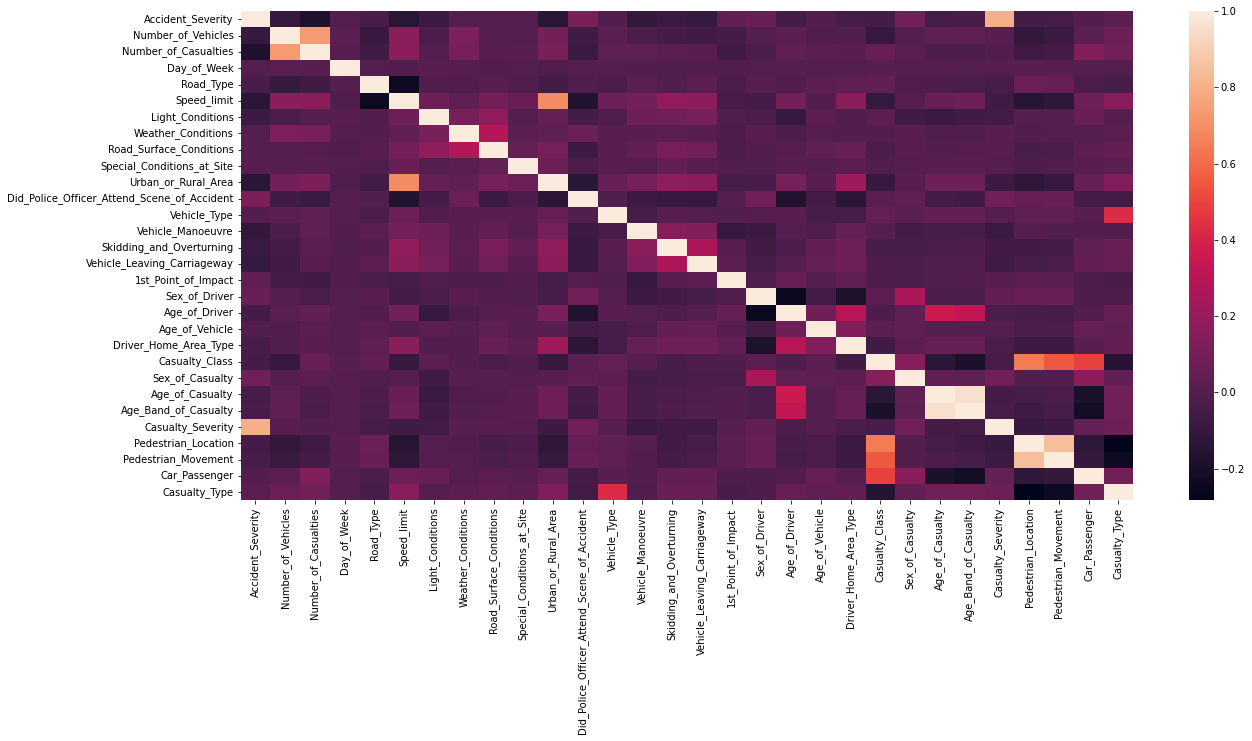 Accident_Severity
Number_of_Vehicles
Number_of_Casualties
Day_of_Week
Road_Type
Speed_limit
Light_Conditions
Weather_Conditions
Road_Surface_Conditions
Special_Conditions_at_Site
Urban_or_Rural_Area
Did_Police_Officer_Attend_Scene_of_Accident
Vehicle_Type
Vehicle_Manoeuvre
Skidding_and_Overturning
Vehicle_Leaving_Carriageway
1st_Point_of_Impact
Sex_of_Driver
Age_of_Driver
Age_of_Vehicle
Driver_Home_Area_Type
Casualty_Class
Sex_of_Casualty
Age_of_Casualty
Age_Band_of_Casualty
Casualty_Severity
Pedestrian_Location
Pedestrian_Movement
Car_Passenger
Casualty_Type
Accident_Severity
Number_of_Vehicles
Number_of_Casualties
Day_of_Week
Road_Type
Speed_limit
Light_Conditions
Weather_Conditions
Road_Surface_Conditions
Special_Conditions_at_Site
Urban_or_Rural_Area
Did_Police_Officer_Attend_Scene_of_Accident
Vehicle_Type
Vehicle_Manoeuvre
Skidding_and_Overturning
Vehicle_Leaving_Carriageway
1st_Point_of_Impact
Sex_of_Driver
Age_of_Driver
Age_of_Vehicle
Driver_Home_Area_Type
Casualty_Class
Sex_of_Casualty
Age_of_Casualty
Age_Band_of_Casualty
Casualty_Severity
Pedestrian_Location
Pedestrian_Movement
Car_Passenger
Casualty_Type
1.0
0.8
0.6
0.4
0.2
0.0
−0.2